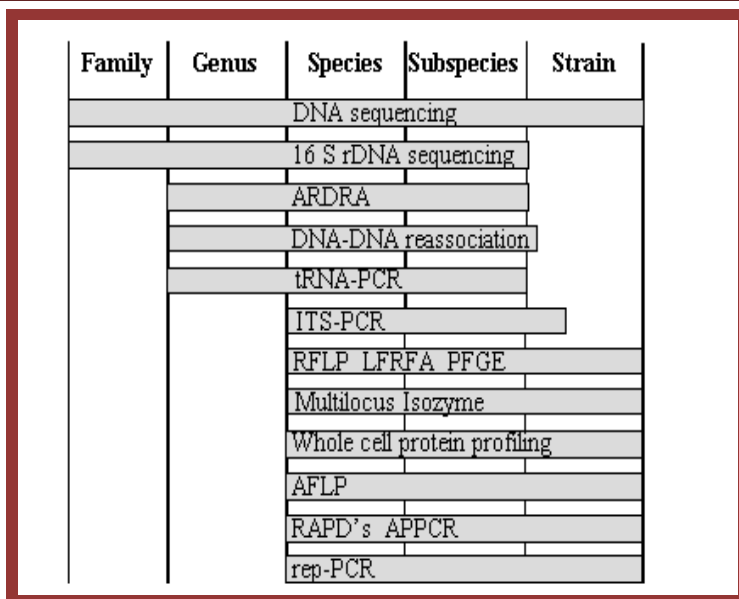 Family Genus Species Subspecies Strain
DNA sequencing
16 S rDNA sequencing
ARDRA
DNA-DNA reassociation
tRNA-PCR
ITS-PCR
RFLP LFRFA PFGE
Multilocus Isozyme
Whole cell protein profiling
AFLP
RAPD's APPCR
rep-PCR